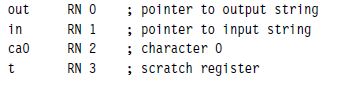 out RN 0 ; pointer to output string
in RN 1 ; pointer to input string
ca0 RN 2 ; character 0
t RN 3 ; scratch register